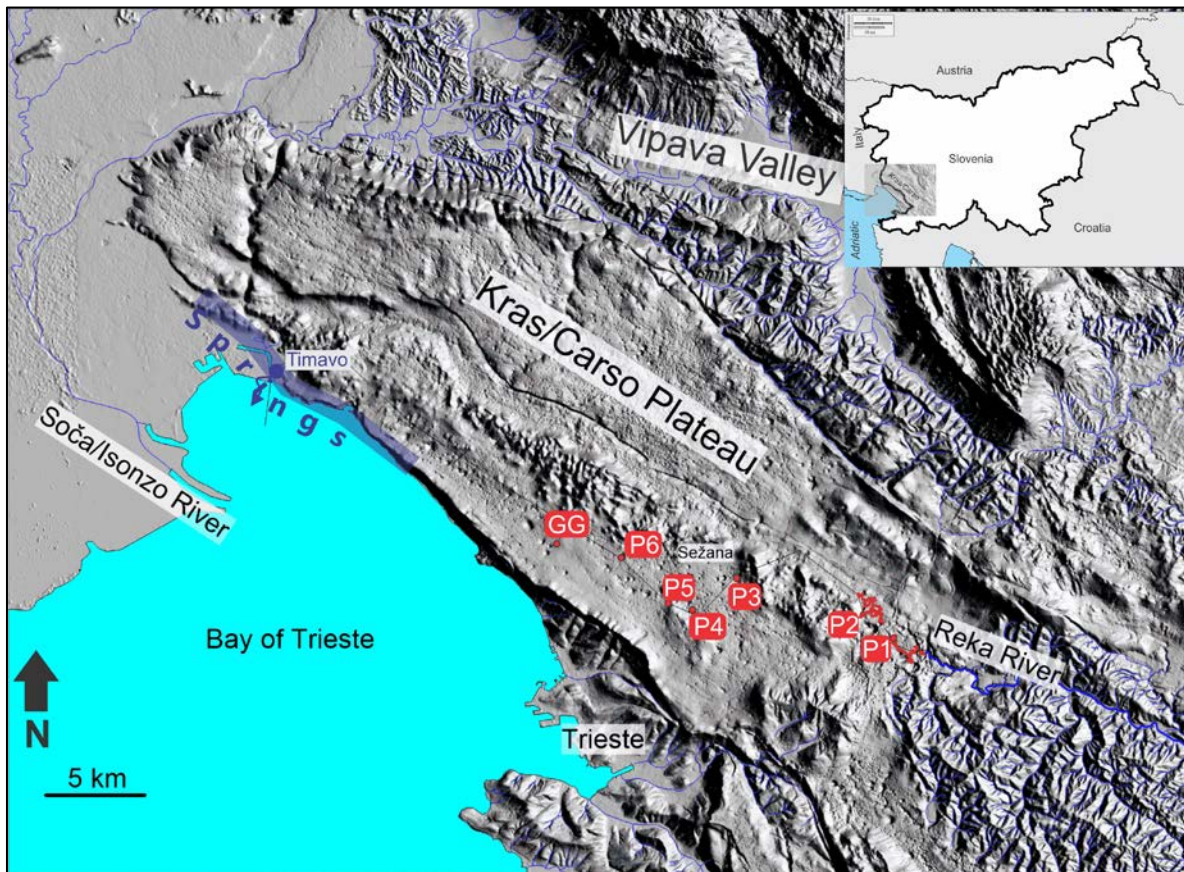 Austria
Italy
Slovenia
Adriatic
Croatia
Vipava Valley
Kras/Carso Plateau
Springs
Timavo
Soča/Isonzo River
GG
P6
Sežana
P5
P3
P4
P2
P1
Reka River
Bay of Trieste
Trieste
N
5 km